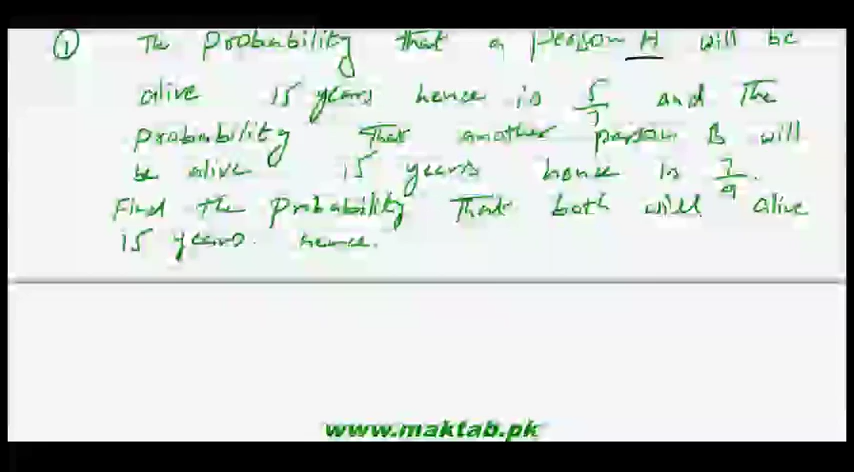 ① The probability that a person A will be
alive 15 years hence is 5/7 and The
probability That another person B will
be alive 15 years hence is 7/9.
Find the probability That both will alive
15 years. hence.
www.maktab.pk